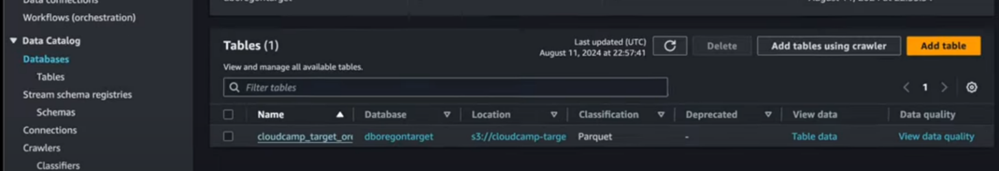 Data connections
Workflows (orchestration)
Data Catalog
Databases
Tables
Stream schema registries
Schemas
Connections
Crawlers
Classifiers
dboregontarget
Tables (1)
Last updated (UTC)
August 11, 2024 at 22:57:41
Delete
Add tables using crawler
Add table
View and manage all available tables.
Filter tables
1
Name Database Location Classification Deprecated View data Data quality
cloudcamp_target_ore dboregontarget s3://cloudcamp-targe Parquet - Table data View data quality